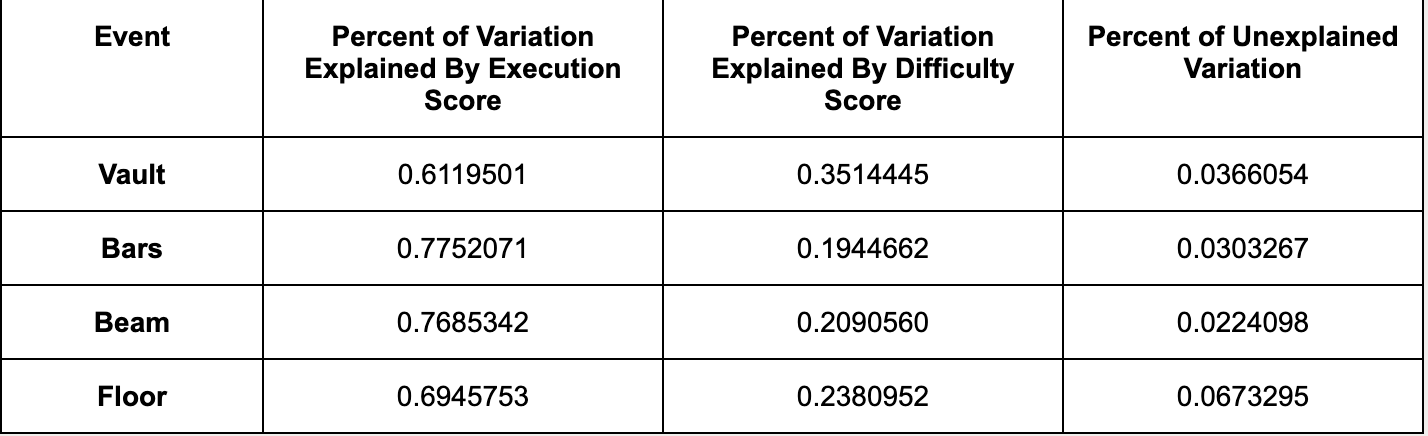 Event
Percent of Variation
Explained By Execution
Score
Percent of Variation
Explained By Difficulty
Score
Percent of Unexplained
Variation
Vault 0.6119501 0.3514445 0.0366054
Bars 0.7752071 0.1944662 0.0303267
Beam 0.7685342 0.2090560 0.0224098
Floor 0.6945753 0.2380952 0.0673295